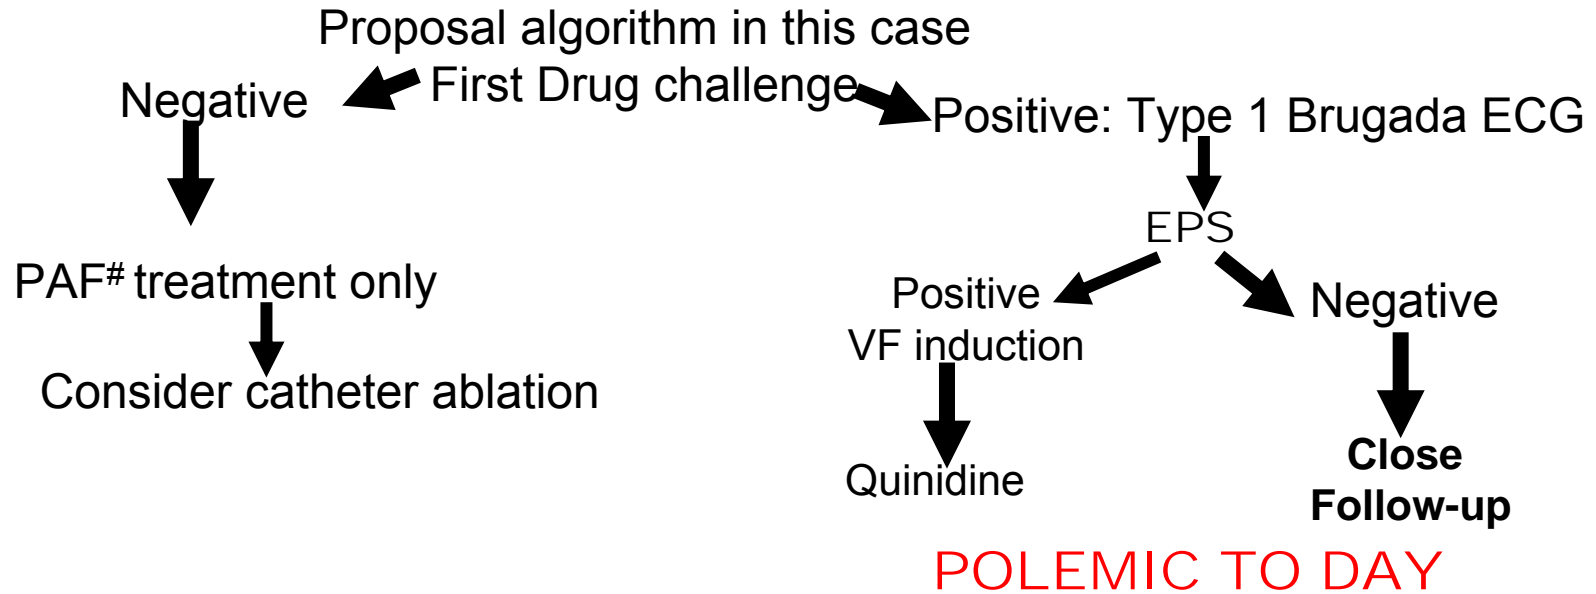 Proposal algorithm in this case
First Drug challenge
Negative
Positive: Type 1 Brugada ECG
EPS
PAF# treatment only
Positive
VF induction
Negative
Consider catheter ablation
Quinidine
Close
Follow-up
POLEMIC TO DAY